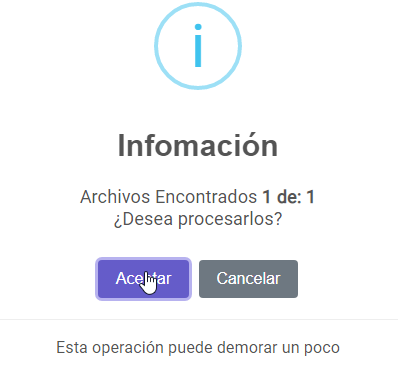 i
Infomación
Archivos Encontrados 1 de: 1
¿Desea procesarlos?
Aceptar Cancelar
Esta operación puede demorar un poco